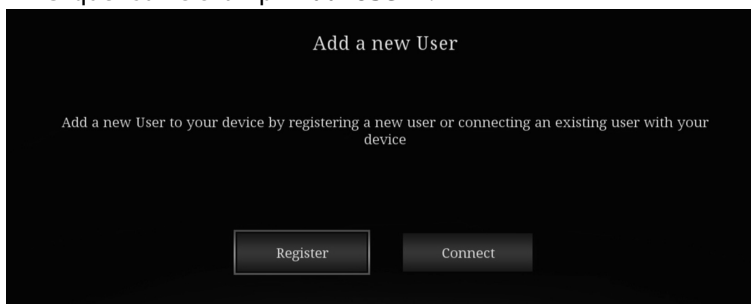 Add a new User
Add a new User to your device by registering a new user or connecting an existing user with your
device
Register
Connect